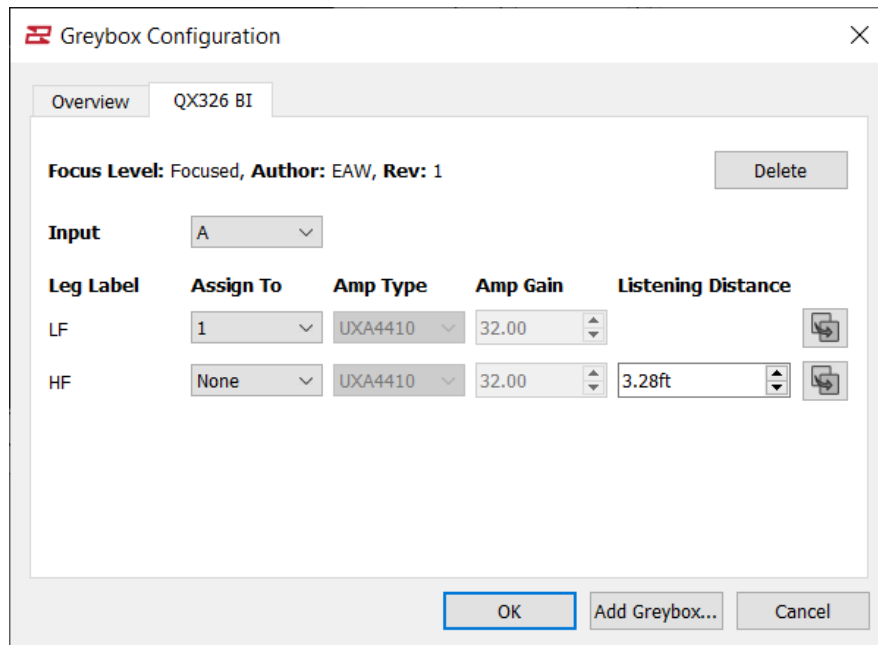 Greybox Configuration
Overview QX326 BI
Focus Level: Focused, Author: EAW, Rev: 1 Delete
Input A
Leg Label Assign To Amp Type Amp Gain Listening Distance
LF 1 UXA4410 32.00
HF None UXA4410 32.00 3.28ft
OK Add Greybox... Cancel